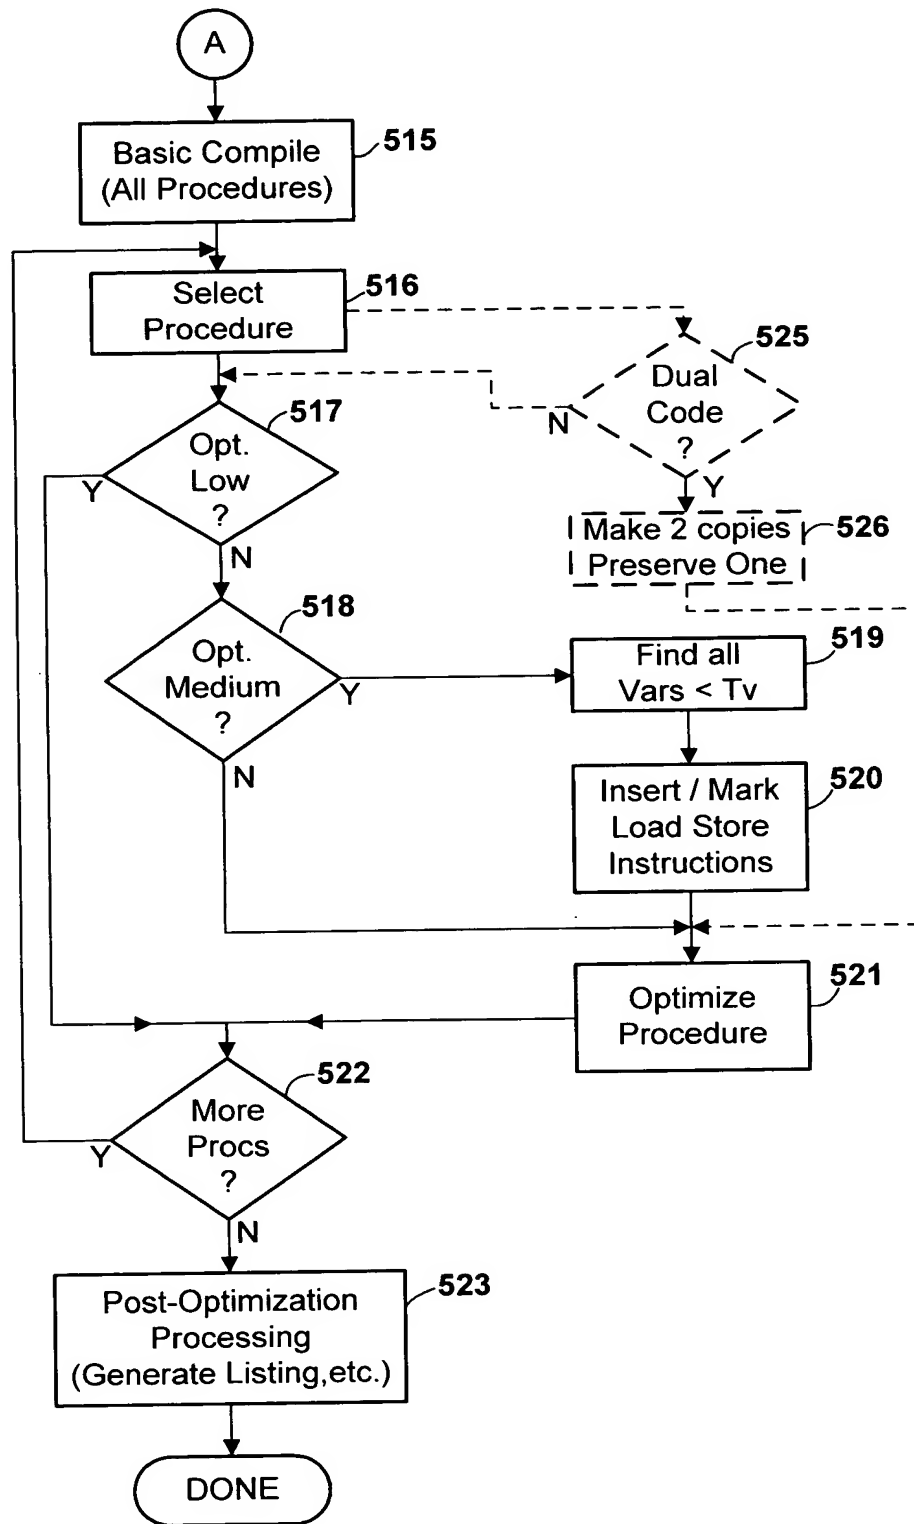 A
Basic Compile
(All Procedures)
515
Select
Procedure
516
525
Dual
Code
?
N
Y
517
Opt.
Low
?
Y
N
Make 2 copies
Preserve One
526
518
Opt.
Medium
?
Y
N
Find all
Vars < Tv
519
Insert / Mark
Load Store
Instructions
520
Optimize
Procedure
521
522
More
Procs
?
Y
N
Post-Optimization
Processing
(Generate Listing,etc.)
523
DONE